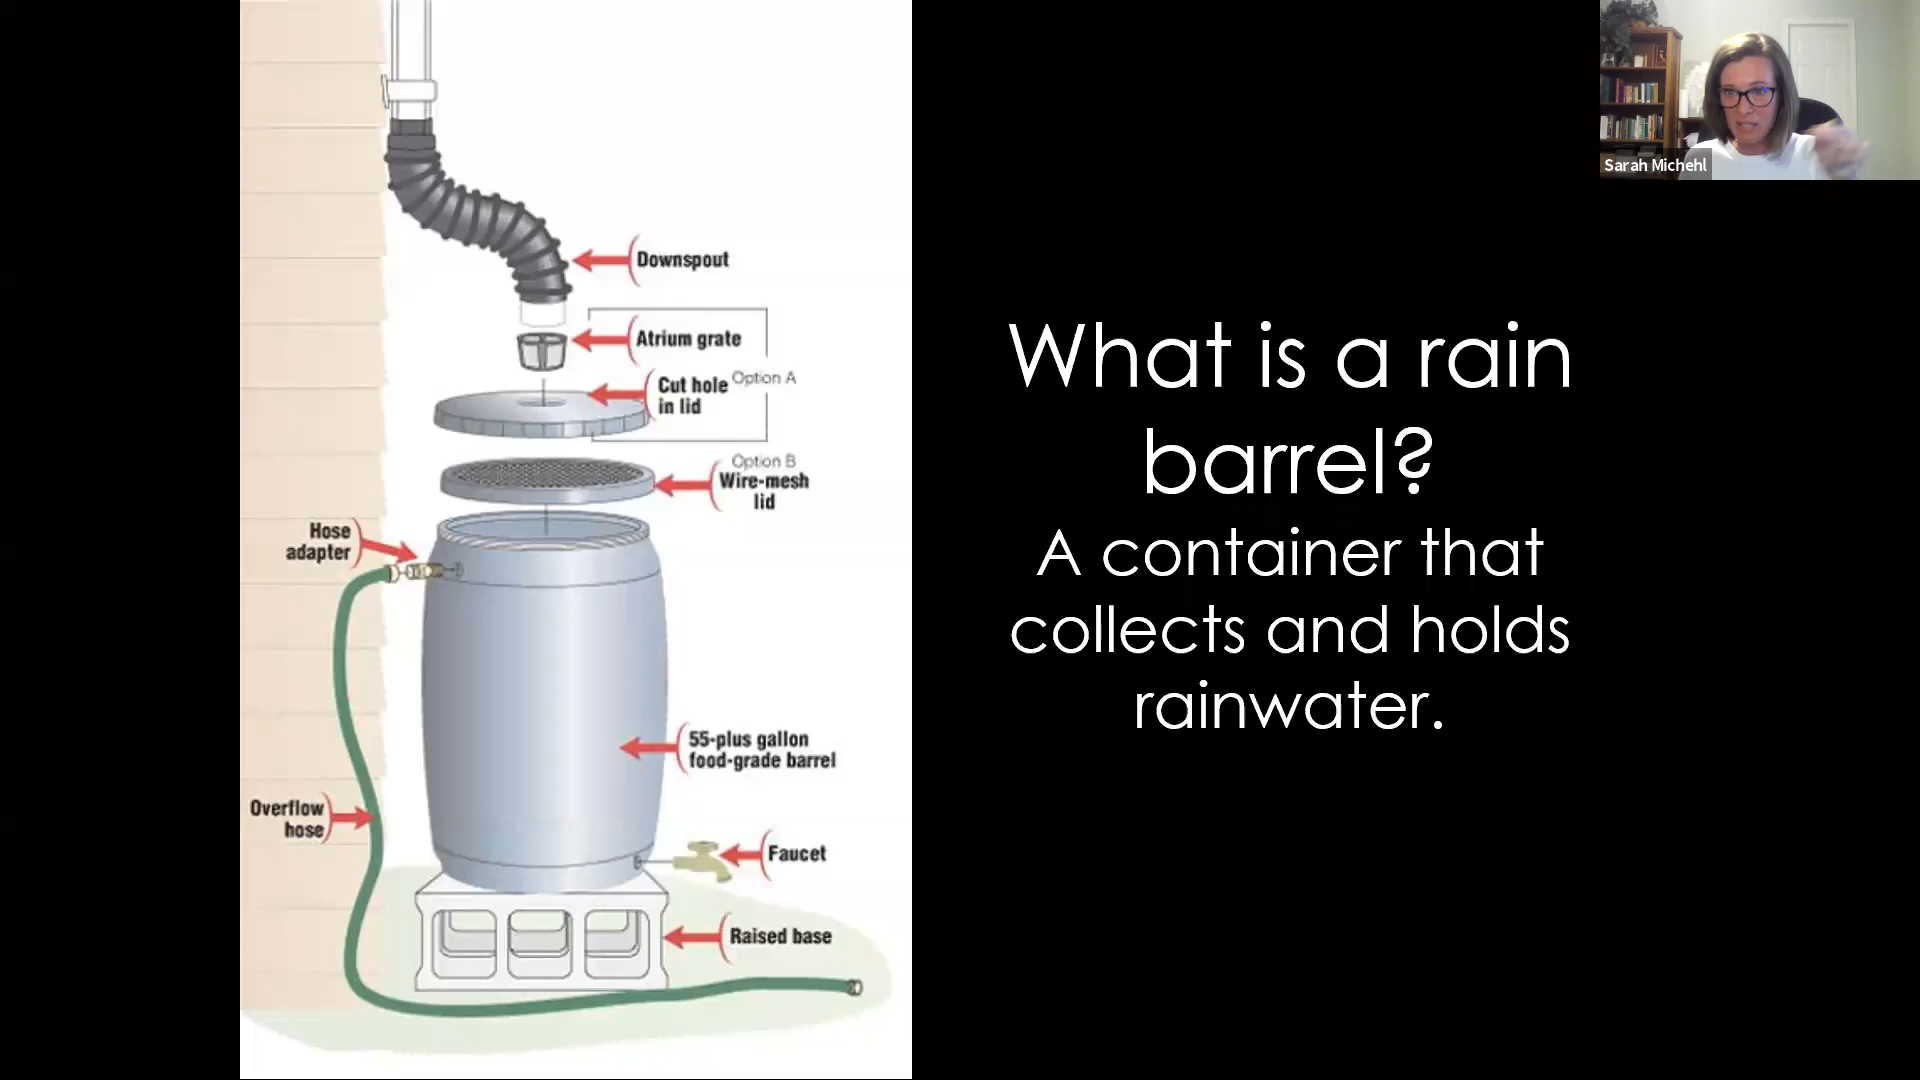 Downspout
Atrium grate
Option A
Cut hole
in lid
Option B
Wire-mesh
lid
Hose
adapter
55-plus gallon
food-grade barrel
Overflow
hose
Faucet
Raised base
What is a rain
barrel?
A container that
collects and holds
rainwater.
Sarah Michehl